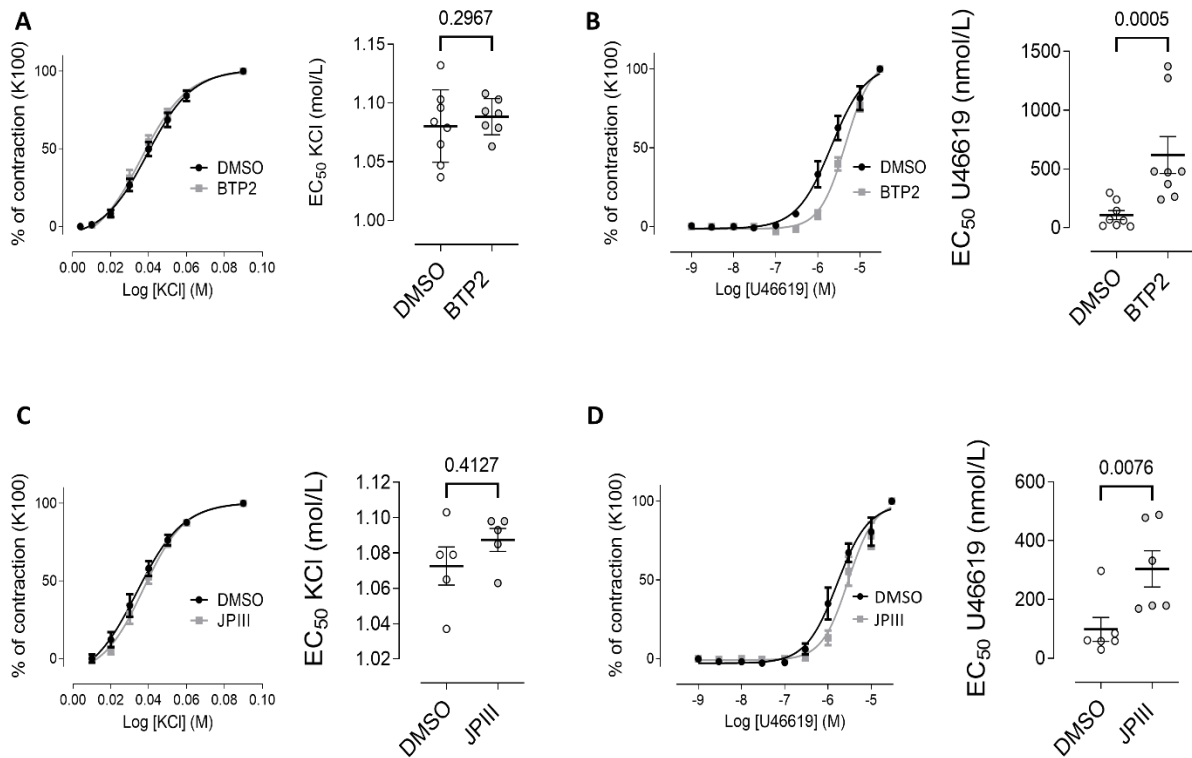 A
% of contraction (K100)
100
50
0
0.00 0.02 0.04 0.06 0.08 0.10
Log [KCl] (M)
DMSO
BTP2
0.2967
EC50 KCl (mol/L)
1.15
1.10
1.05
1.00
DMSO
BTP2
B
% of contraction (K100)
100
50
0
-9 -8 -7 -6 -5
Log [U46619] (M)
DMSO
BTP2
0.0005
EC50 U46619 (nmol/L)
1500
1000
500
0
DMSO
BTP2
C
% of contraction (K100)
100
50
0
0.00 0.02 0.04 0.06 0.08 0.10
Log [KCl] (M)
DMSO
JPIII
0.4127
EC50 KCl (mol/L)
1.12
1.10
1.08
1.06
1.04
1.02
DMSO
JPIII
D
% of contraction (K100)
100
50
0
-9 -8 -7 -6 -5
Log [U46619] (M)
DMSO
JPIII
0.0076
EC50 U46619 (nmol/L)
600
400
200
0
DMSO
JPIII